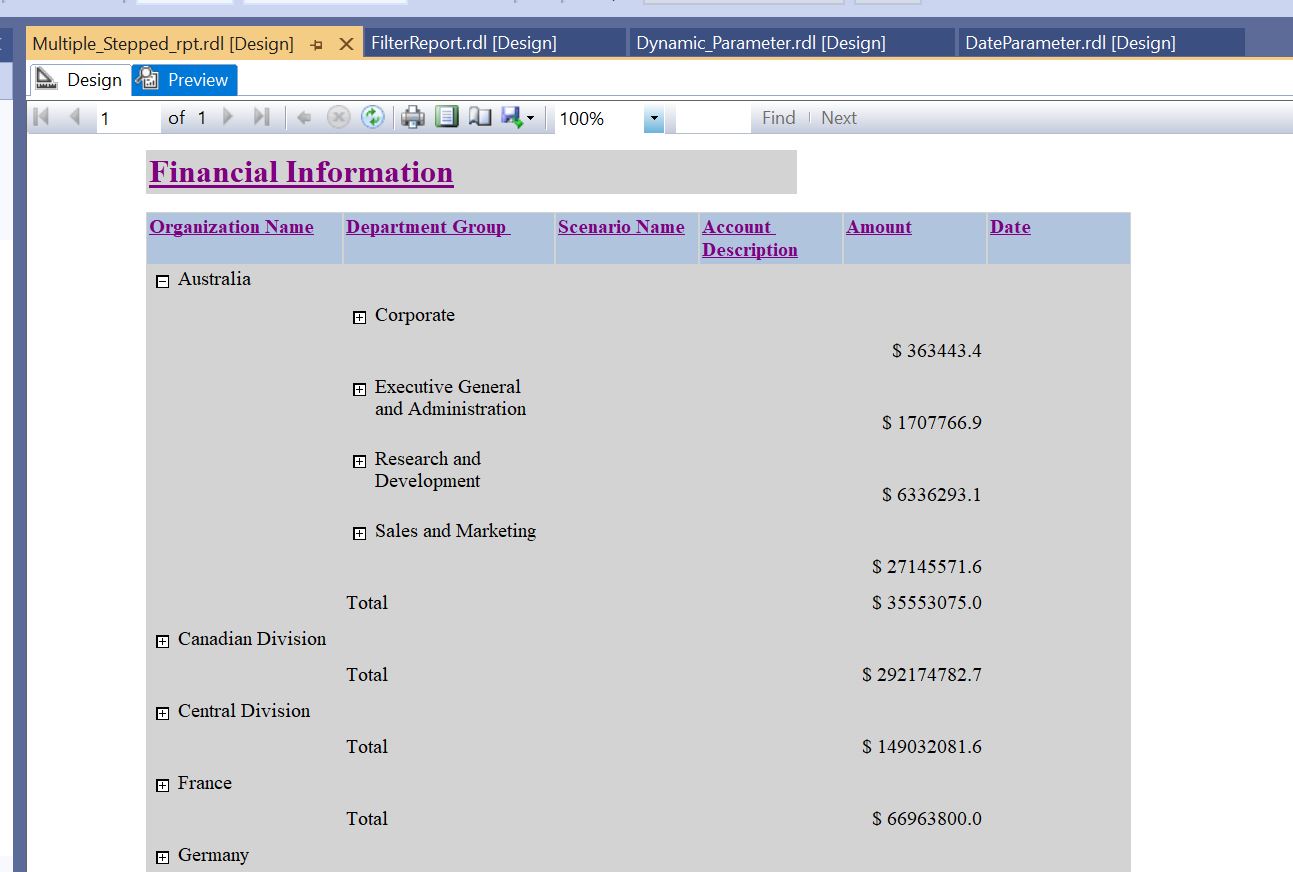 Multiple_Stepped_rpt.rdl [Design] FilterReport.rdl [Design] Dynamic_Parameter.rdl [Design] DateParameter.rdl [Design]
Design Preview
1 of 1 100% Find Next
Financial Information
Organization Name Department Group Scenario Name Account Description Amount Date
Australia
Corporate
$ 363443.4
Executive General
and Administration
$ 1707766.9
Research and
Development
$ 6336293.1
Sales and Marketing
$ 27145571.6
Total $ 35553075.0
Canadian Division
Total $ 292174782.7
Central Division
Total $ 149032081.6
France
Total $ 66963800.0
Germany